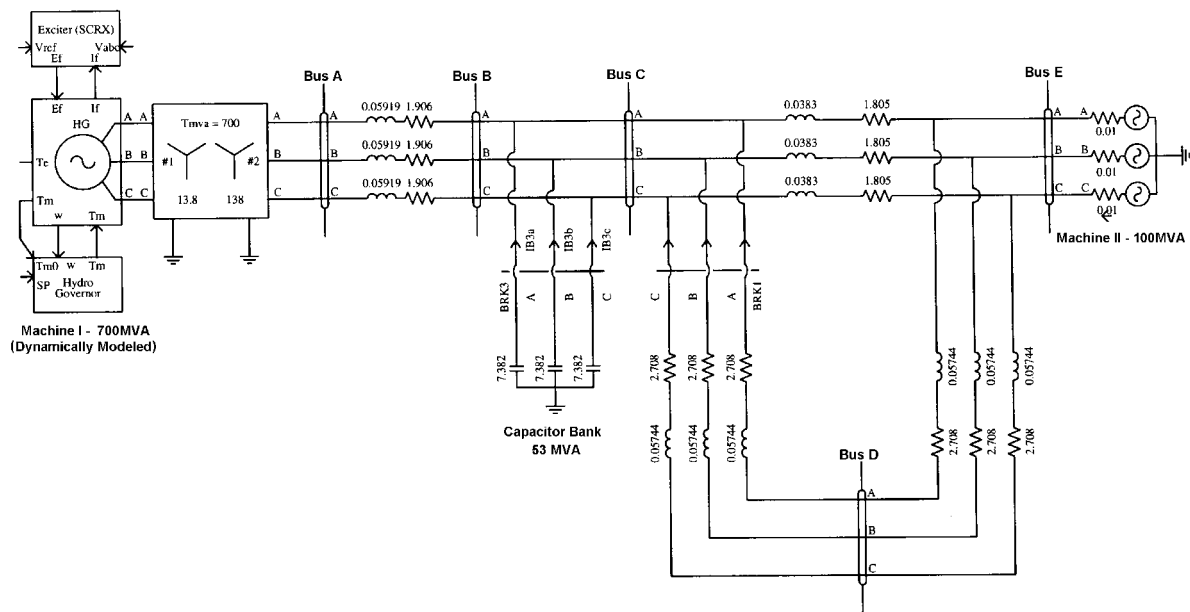 Exciter (SCRX)
Vref Vabc
Ef If
Ef If
HG
Te
Tm
w Tm
Tm0 w Tm
SP Hydro
Governor
Machine I - 700MVA
(Dynamically Modeled)
A A
B B
C C
Tmva = 700
#1 #2
13.8 138
A
B
C
Bus A
0.05919 1.906
0.05919 1.906
0.05919 1.906
Bus B
A
B
C
Bus C
A
B
C
0.0383 1.805
0.0383 1.805
0.0383 1.805
Bus E
A A
0.01
B B
0.01
C C
0.01
Machine II - 100MVA
IB3a
IB3b
IB3c
BRK3
A
B
C
7.382
7.382
7.382
Capacitor Bank
53 MVA
C
B
A
BRK1
2.708
2.708
2.708
0.05744
0.05744
0.05744
0.05744
0.05744
0.05744
2.708
2.708
2.708
Bus D
A
B
C